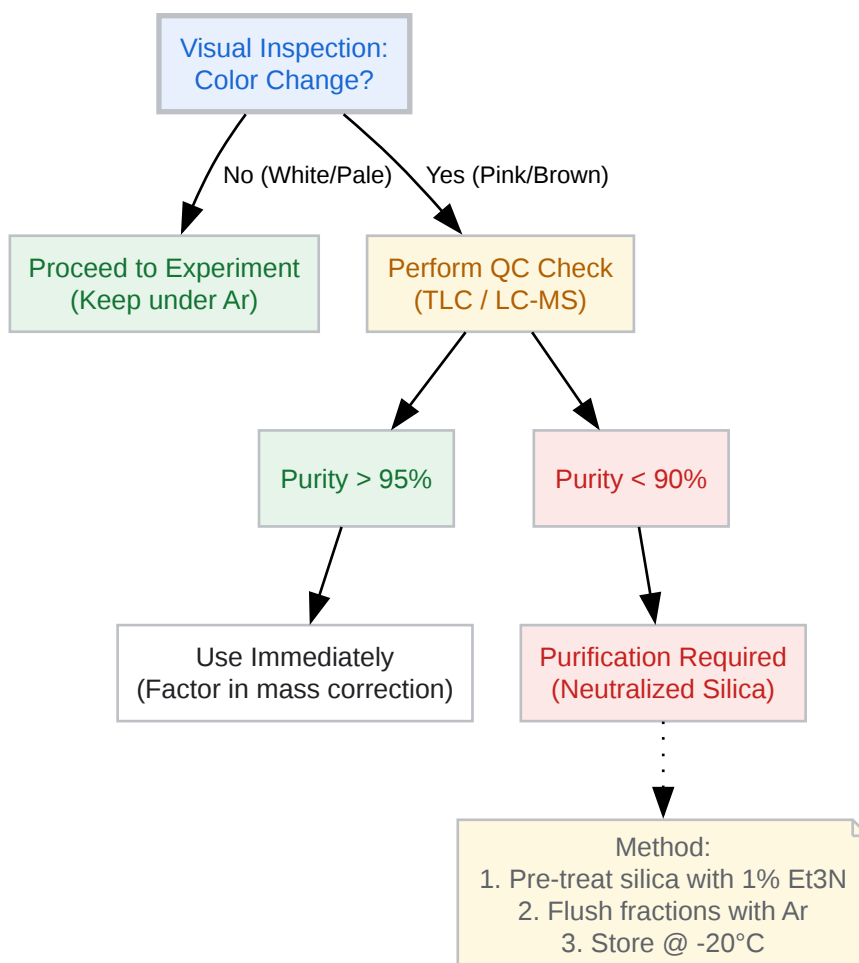 Visual Inspection:
Color Change?
No (White/Pale)
Yes (Pink/Brown)
Proceed to Experiment
(Keep under Ar)
Perform QC Check
(TLC / LC-MS)
Purity > 95%
Purity < 90%
Use Immediately
(Factor in mass correction)
Purification Required
(Neutralized Silica)
Method:
1. Pre-treat silica with 1% Et3N
2. Flush fractions with Ar
3. Store @ -20°C